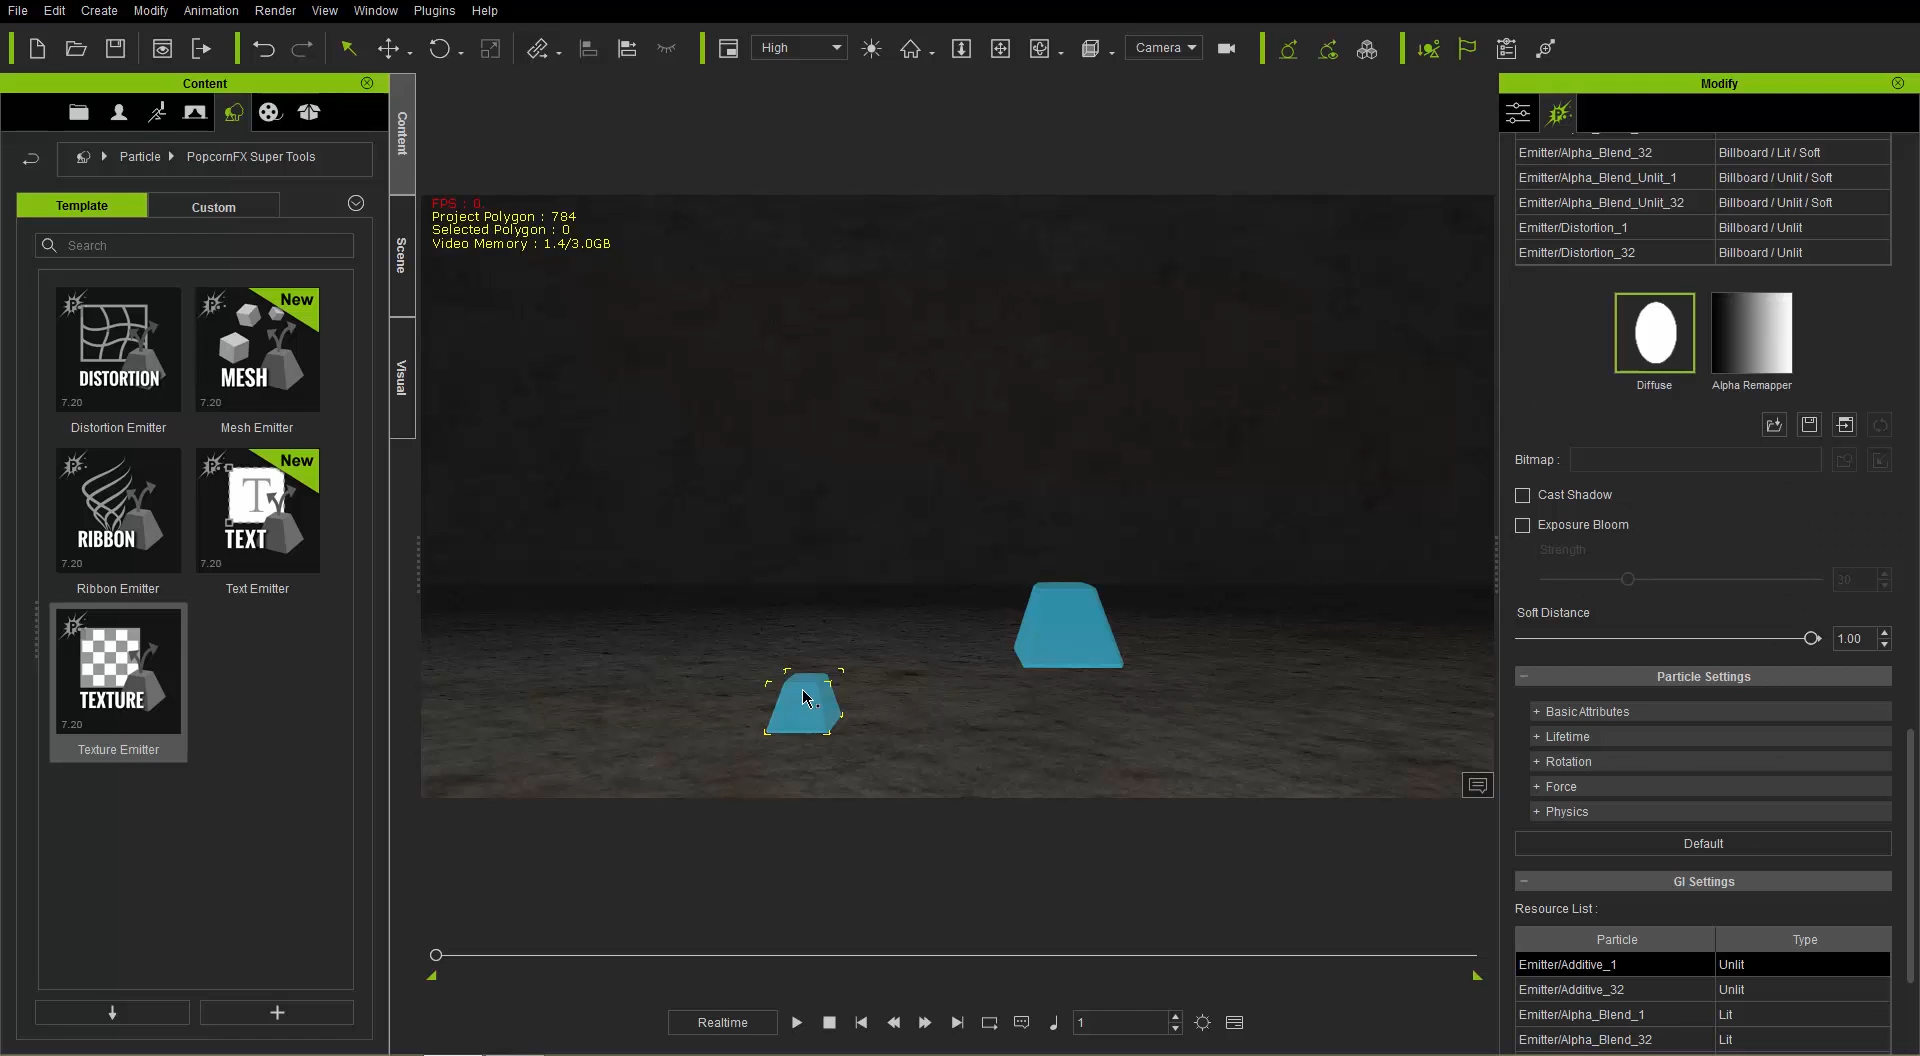 File Edit Create Modify Animation Render View Window Plugins Help
High
Camera
Content
Particle PopcornFX Super Tools
Template
Custom
Search
DISTORTION
7.20
Distortion Emitter
New
MESH
Mesh Emitter
RIBBON
7.20
Ribbon Emitter
New
T
TEXT
7.20
Text Emitter
TEXTURE
7.20
Texture Emitter
Content
Scene
Visual
FPS : 0.
Project Polygon : 784
Selected Polygon : 0
Video Memory : 1.4/3.0GB
Realtime
1
Modify
Emitter/Alpha_Blend_32 Billboard / Lit / Soft
Emitter/Alpha_Blend_Unlit_1 Billboard / Unlit / Soft
Emitter/Alpha_Blend_Unlit_32 Billboard / Unlit / Soft
Emitter/Distortion_1 Billboard / Unlit
Emitter/Distortion_32 Billboard / Unlit
Diffuse
Alpha Remapper
Bitmap :
Cast Shadow
Exposure Bloom
Strength
30
Soft Distance
1.00
Particle Settings
+ Basic Attributes
+ Lifetime
+ Rotation
+ Force
+ Physics
Default
GI Settings
Resource List :
Particle Type
Emitter/Additive_1 Unlit
Emitter/Additive_32 Unlit
Emitter/Alpha_Blend_1 Lit
Emitter/Alpha_Blend_32 Lit